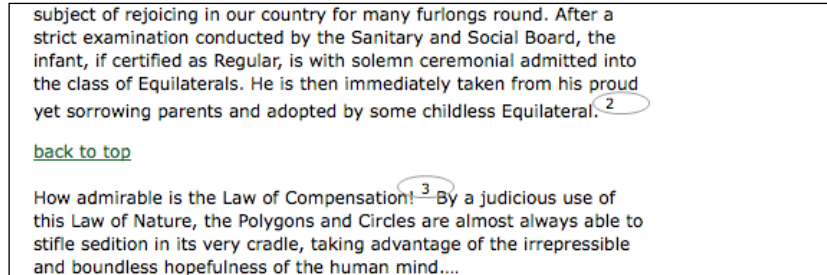 subject of rejoicing in our country for many furlongs round. After a
strict examination conducted by the Sanitary and Social Board, the
infant, if certified as Regular, is with solemn ceremonial admitted into
the class of Equilaterals. He is then immediately taken from his proud
yet sorrowing parents and adopted by some childless Equilateral. 2
back to top
How admirable is the Law of Compensation! 3 By a judicious use of
this Law of Nature, the Polygons and Circles are almost always able to
stifle sedition in its very cradle, taking advantage of the irrepressible
and boundless hopefulness of the human mind....